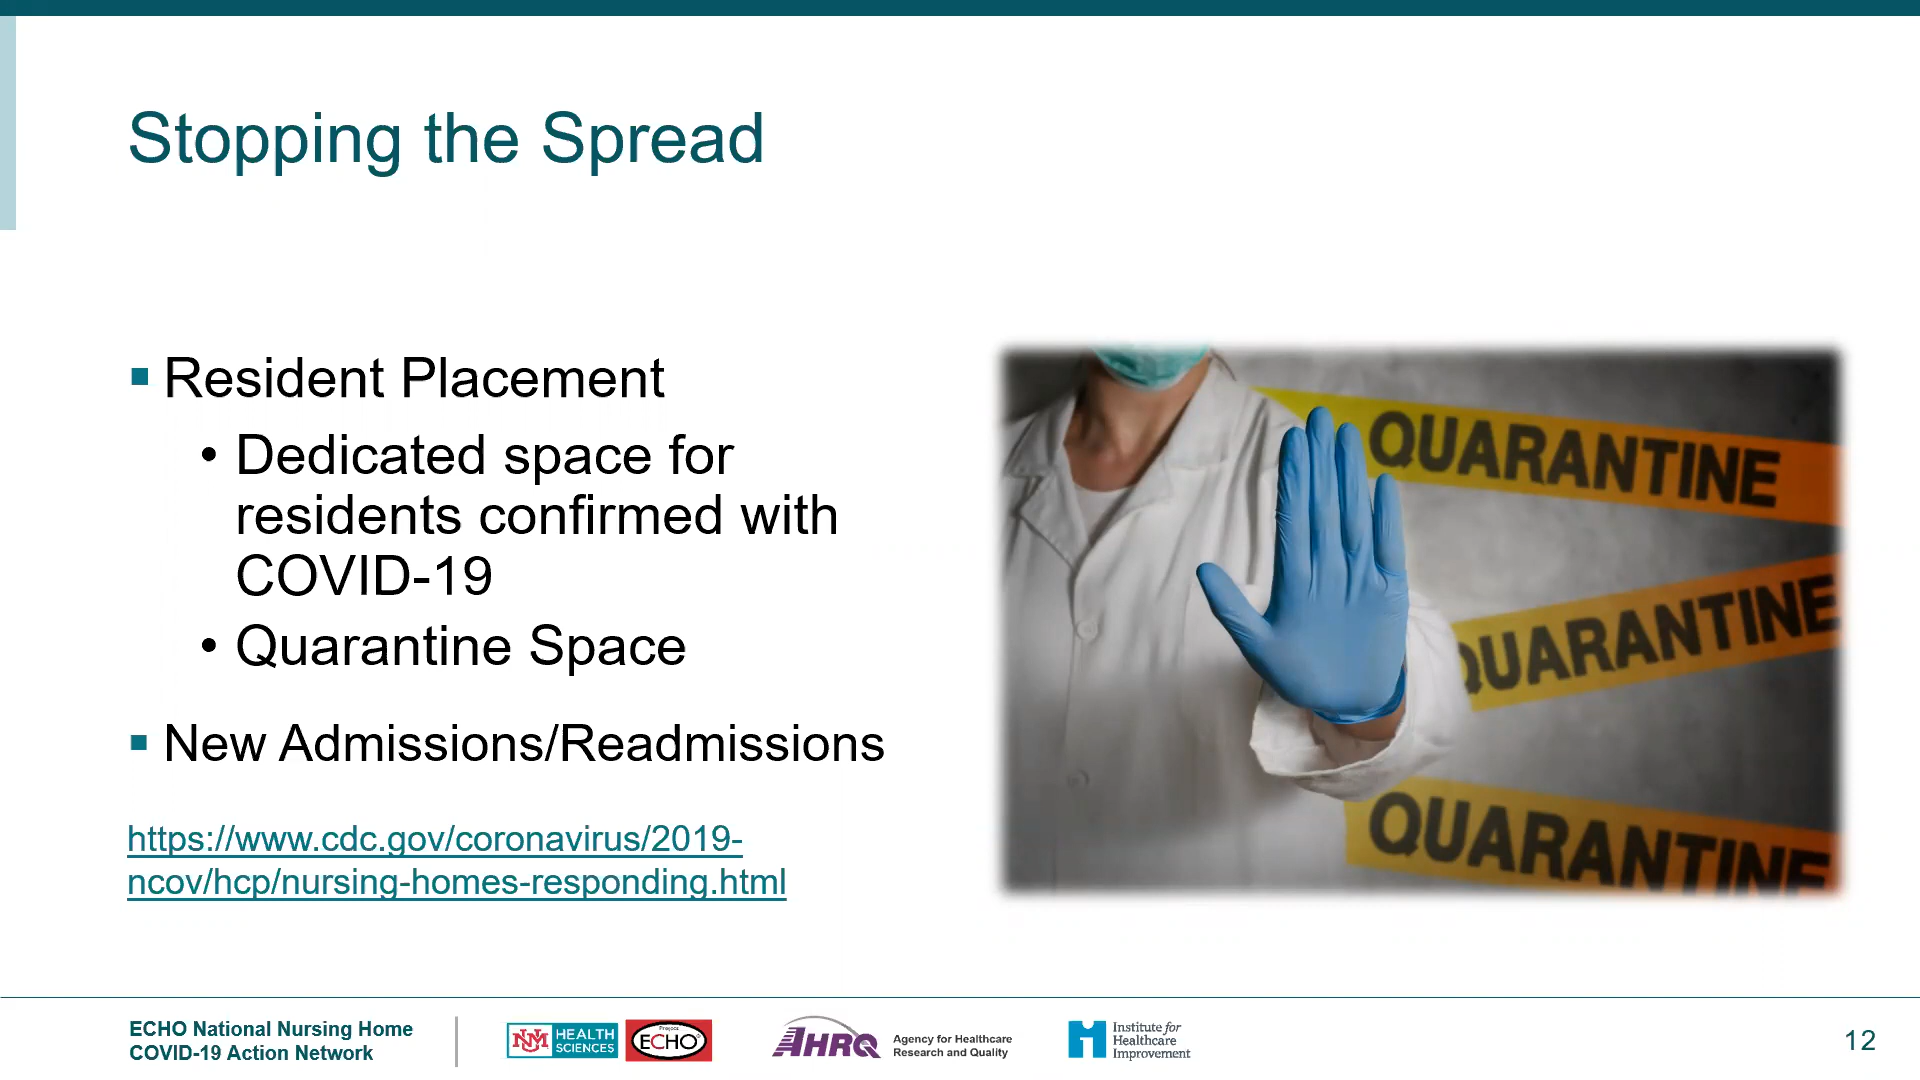 Stopping the Spread
▪ Resident Placement
• Dedicated space for
residents confirmed with
COVID-19
• Quarantine Space
▪ New Admissions/Readmissions
https://www.cdc.gov/coronavirus/2019-
ncov/hcp/nursing-homes-responding.html
QUARANTINE
QUARANTINE
QUARANTINE
ECHO National Nursing Home
COVID-19 Action Network
UNM HEALTH
SCIENCES
Project
ECHO®
AHRQ
Agency for Healthcare
Research and Quality
Institute for
Healthcare
Improvement
12